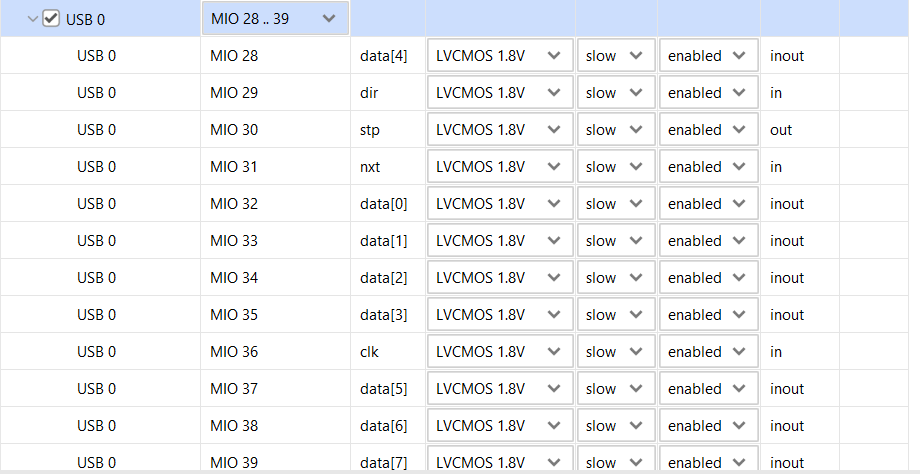 USB 0 MIO 28 .. 39
USB 0 MIO 28 data[4] LVCMOS 1.8V slow enabled inout
USB 0 MIO 29 dir LVCMOS 1.8V slow enabled in
USB 0 MIO 30 stp LVCMOS 1.8V slow enabled out
USB 0 MIO 31 nxt LVCMOS 1.8V slow enabled in
USB 0 MIO 32 data[0] LVCMOS 1.8V slow enabled inout
USB 0 MIO 33 data[1] LVCMOS 1.8V slow enabled inout
USB 0 MIO 34 data[2] LVCMOS 1.8V slow enabled inout
USB 0 MIO 35 data[3] LVCMOS 1.8V slow enabled inout
USB 0 MIO 36 clk LVCMOS 1.8V slow enabled in
USB 0 MIO 37 data[5] LVCMOS 1.8V slow enabled inout
USB 0 MIO 38 data[6] LVCMOS 1.8V slow enabled inout
USB 0 MIO 39 data[7] LVCMOS 1.8V slow enabled inout